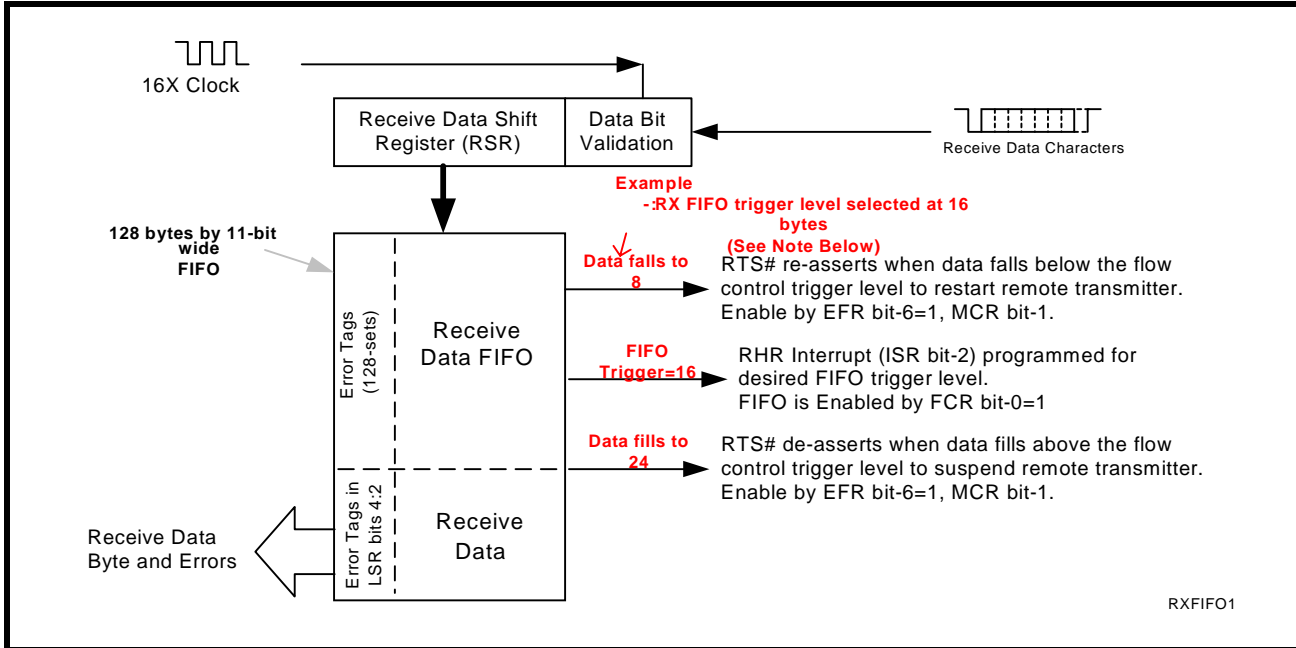 16X Clock
Receive Data Shift
Register (RSR)
Data Bit
Validation
Receive Data Characters
Example
-:RX FIFO trigger level selected at 16
bytes
(See Note Below)
128 bytes by 11-bit
wide
FIFO
Data falls to
8
RTS# re-asserts when data falls below the flow
control trigger level to restart remote transmitter.
Enable by EFR bit-6=1, MCR bit-1.
Error Tags
(128-sets)
Receive
Data FIFO
FIFO
Trigger=16
RHR Interrupt (ISR bit-2) programmed for
desired FIFO trigger level.
FIFO is Enabled by FCR bit-0=1
Data fills to
24
RTS# de-asserts when data fills above the flow
control trigger level to suspend remote transmitter.
Enable by EFR bit-6=1, MCR bit-1.
Error Tags in
LSR bits 4:2
Receive
Data
Receive Data
Byte and Errors
RXFIFO1